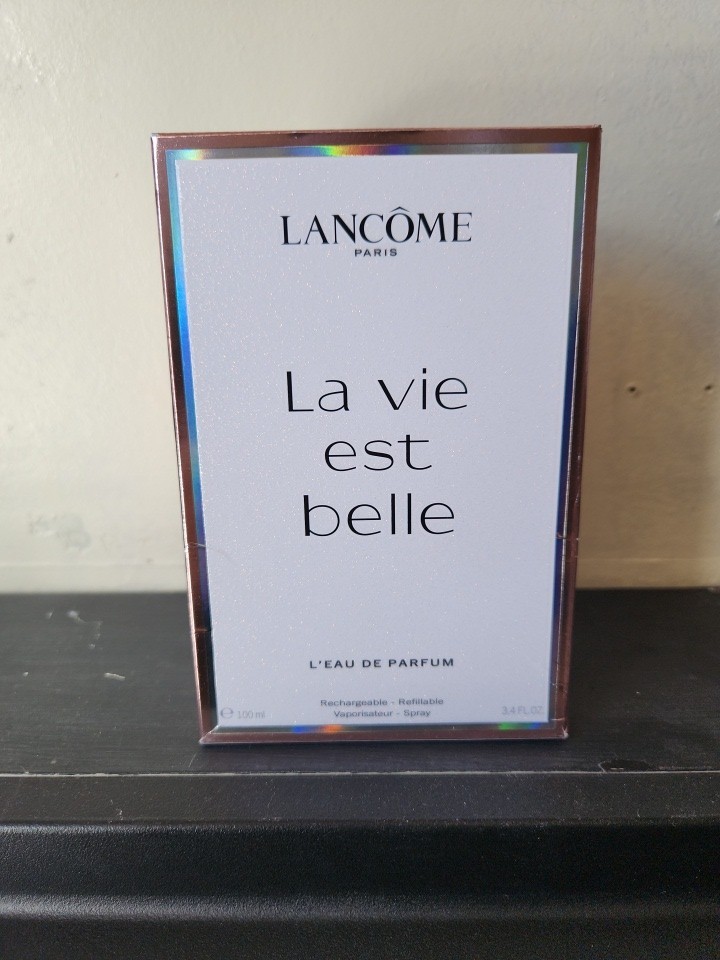 LANCÔME
PARIS
La vie
est
belle
L'EAU DE PARFUM
Rechargeable - Refillable
Vaporisateur - Spray
℮ 100 ml
3.4 FL.OZ.